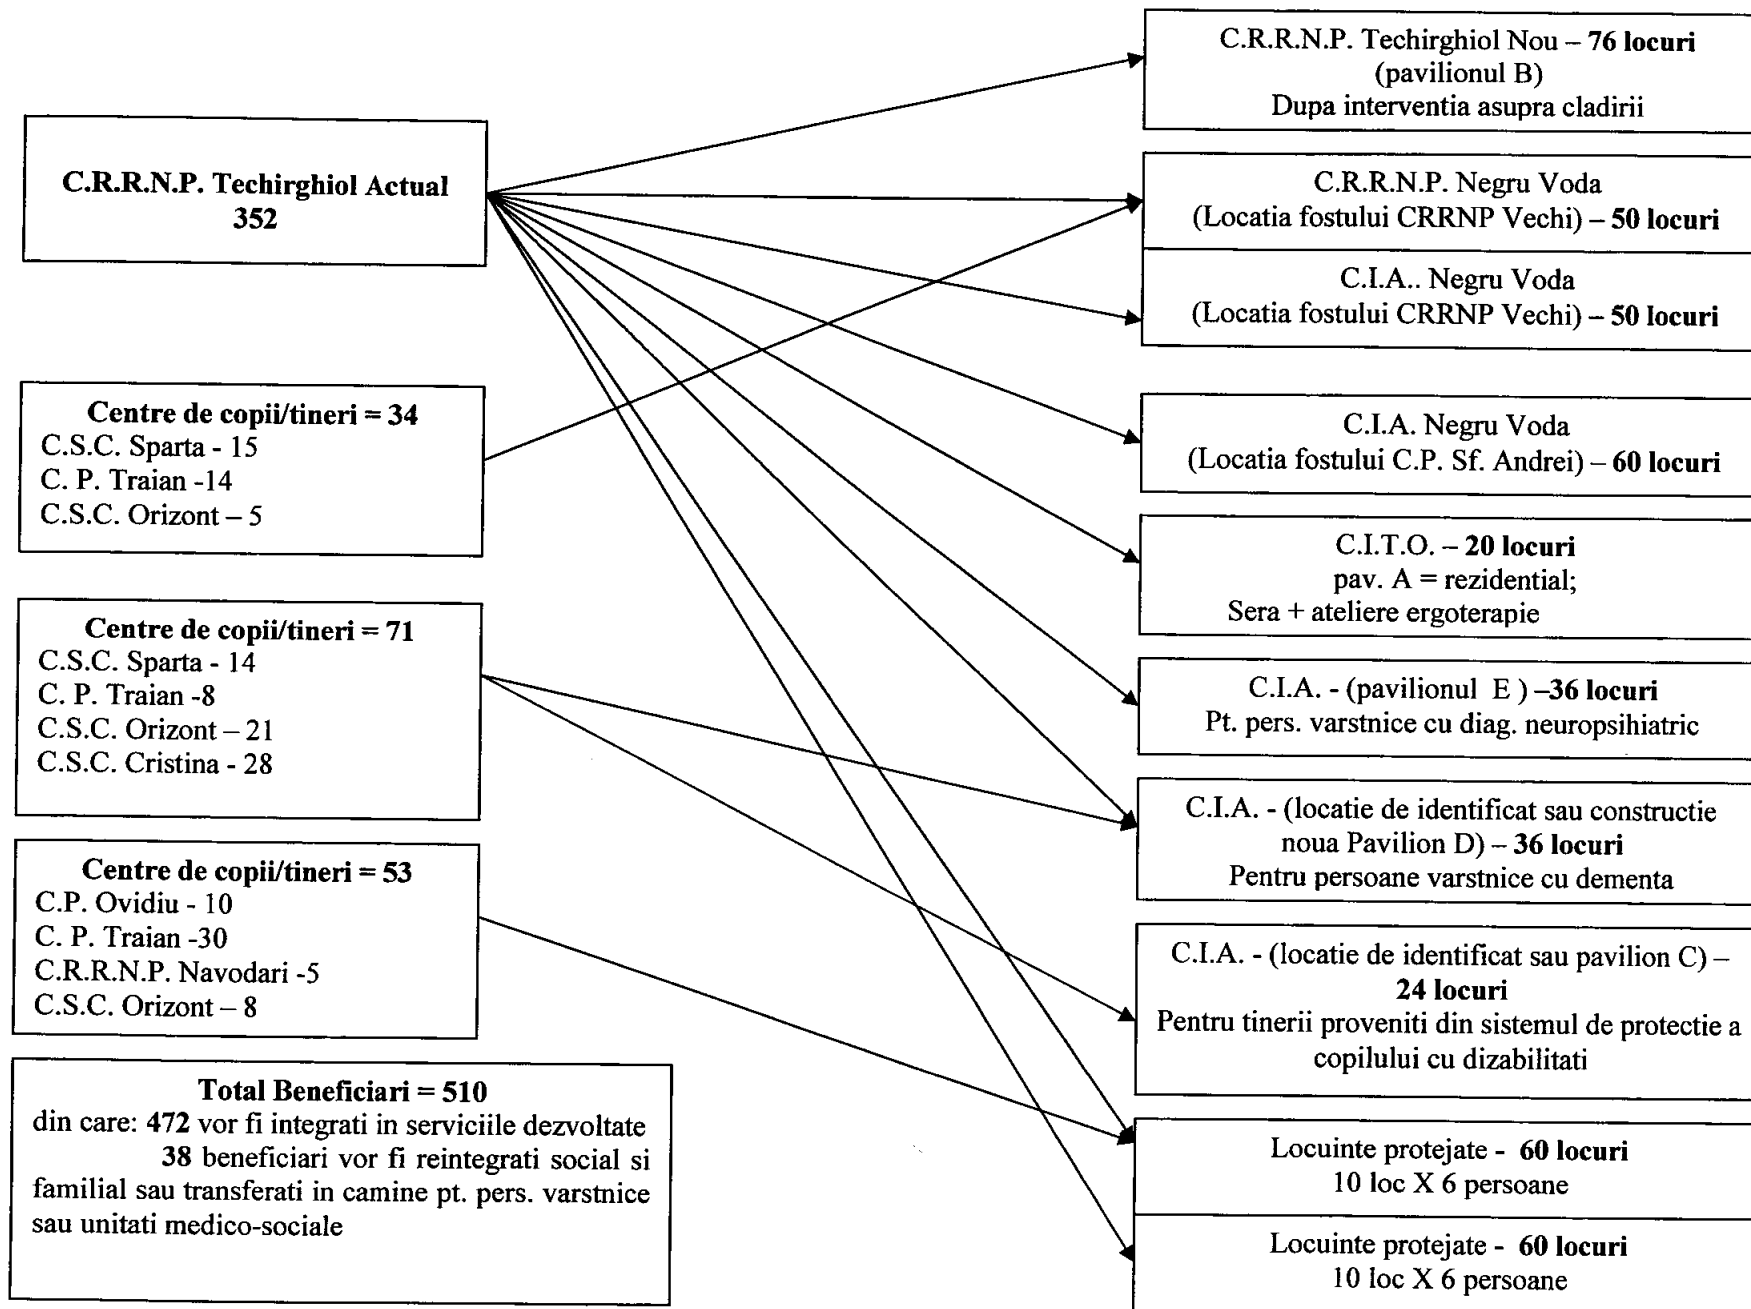 C.R.R.N.P. Techirghiol Actual
352
Centre de copii/tineri = 34
C.S.C. Sparta - 15
C. P. Traian -14
C.S.C. Orizont – 5
Centre de copii/tineri = 71
C.S.C. Sparta - 14
C. P. Traian -8
C.S.C. Orizont – 21
C.S.C. Cristina - 28
Centre de copii/tineri = 53
C.P. Ovidiu - 10
C. P. Traian -30
C.R.R.N.P. Navodari -5
C.S.C. Orizont – 8
Total Beneficiari = 510
din care: 472 vor fi integrati in serviciile dezvoltate
38 beneficiari vor fi reintegrati social si
familial sau transferati in camine pt. pers. varstnice
sau unitati medico-sociale
C.R.R.N.P. Techirghiol Nou – 76 locuri
(pavilionul B)
Dupa interventia asupra cladirii
C.R.R.N.P. Negru Voda
(Locatia fostului CRRNP Vechi) – 50 locuri
C.I.A.. Negru Voda
(Locatia fostului CRRNP Vechi) – 50 locuri
C.I.A. Negru Voda
(Locatia fostului C.P. Sf. Andrei) – 60 locuri
C.I.T.O. – 20 locuri
pav. A = rezidential;
Sera + ateliere ergoterapie
C.I.A. - (pavilionul E ) –36 locuri
Pt. pers. varstnice cu diag. neuropsihiatric
C.I.A. - (locatie de identificat sau constructie
noua Pavilion D) – 36 locuri
Pentru persoane varstnice cu dementa
C.I.A. - (locatie de identificat sau pavilion C) –
24 locuri
Pentru tinerii proveniti din sistemul de protectie a
copilului cu dizabilitati
Locuinte protejate - 60 locuri
10 loc X 6 persoane
Locuinte protejate - 60 locuri
10 loc X 6 persoane